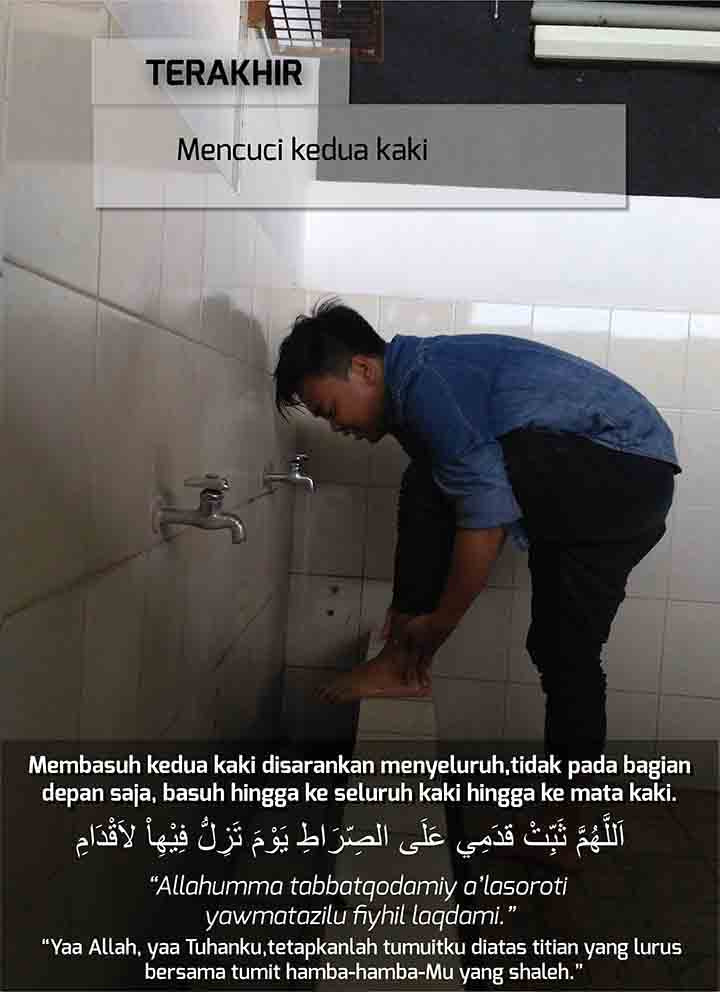 TERAKHIR
Mencuci kedua kaki
Membasuh kedua kaki disarankan menyeluruh,tidak pada bagian
depan saja, basuh hingga ke seluruh kaki hingga ke mata kaki.
اَللَّهُمَّ ثَبِّتْ قدَمِي عَلَى الصِّرَاطِ يَوْمَ تَزِلُّ فِيْهِاْ لاَقْدَامِ
“Allahumma tabbatqodamiy a’lasoroti
yawmatazilu fiyhil laqdami.”
“Yaa Allah, yaa Tuhanku,tetapkanlah tumuitku diatas titian yang lurus
bersama tumit hamba-hamba-Mu yang shaleh.”